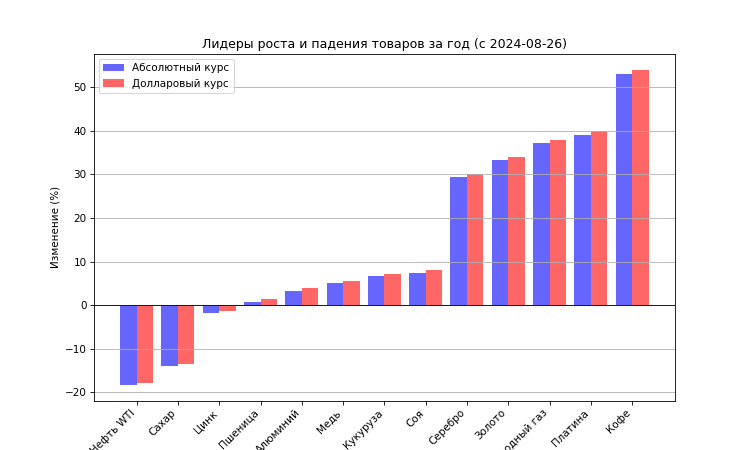 Лидеры роста и падения товаров за год (с 2024-08-26)
Абсолютный курс
Долларовый курс
Изменение (%)
50
40
30
20
10
0
−10
−20
Нефть WTI
Сахар
Цинк
Пшеница
Алюминий
Медь
Кукуруза
Соя
Серебро
Золото
газ
Платина
Кофе